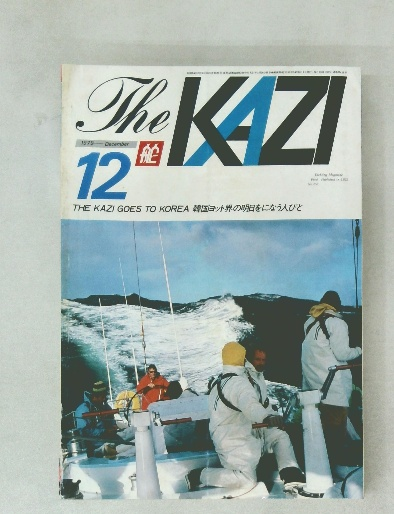 The KAZI
1979 — December
舵
12
THE KAZI GOES TO KOREA 韓国ヨット界の明日をになう人びと